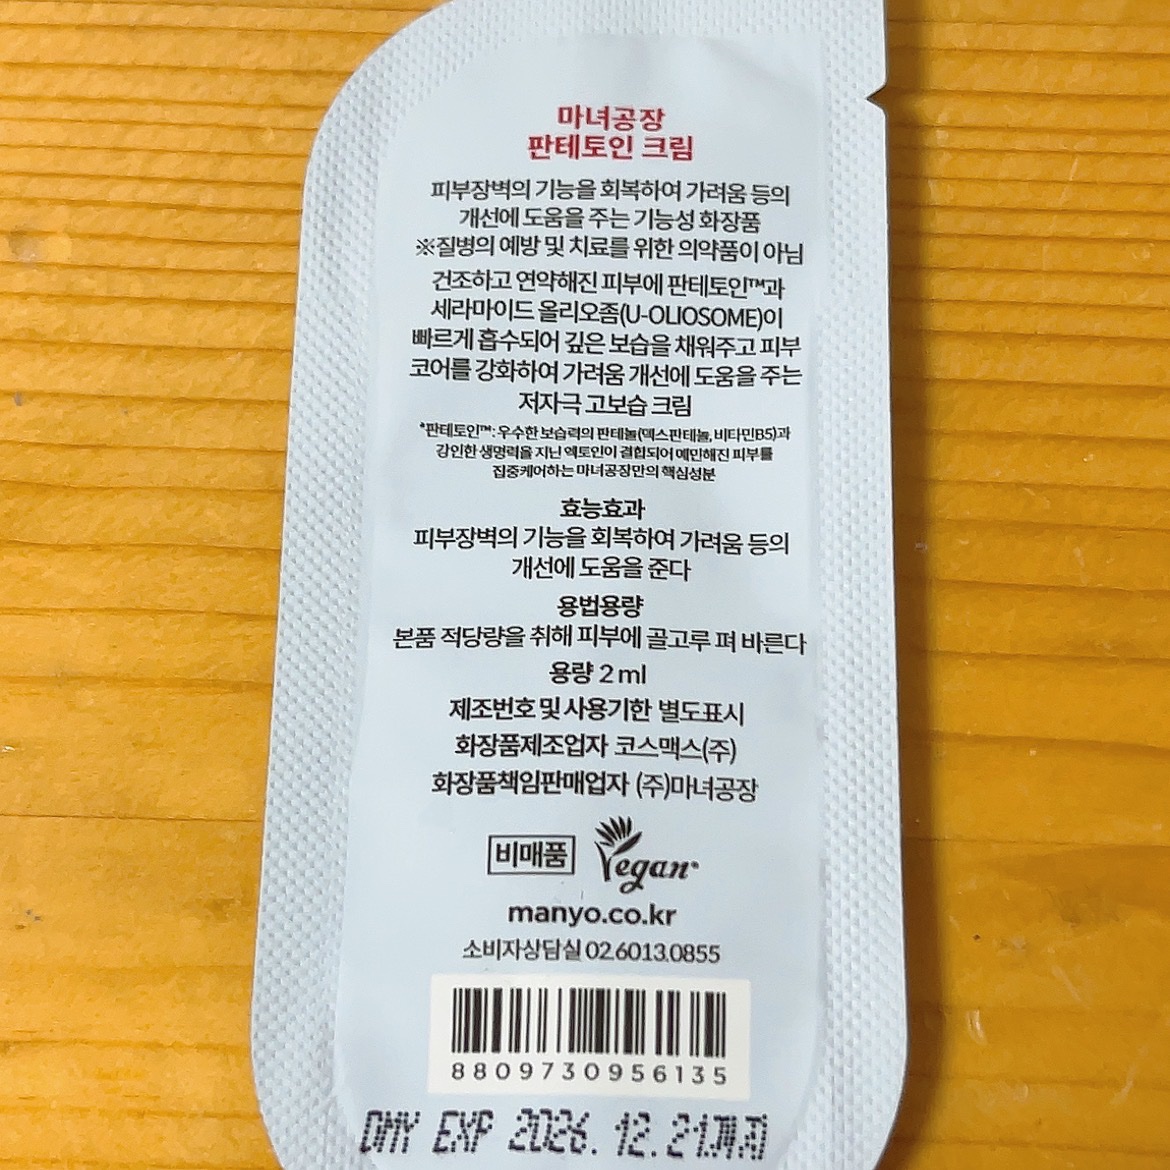 마녀공장
판테토인 크림
피부장벽의 기능을 회복하여 가려움 등의
개선에 도움을 주는 기능성 화장품
※질병의 예방 및 치료를 위한 의약품이 아님
건조하고 연약해진 피부에 판테토인™과
세라마이드 올리오좀(U-OLIOSOME)이
빠르게 흡수되어 깊은 보습을 채워주고 피부
코어를 강화하여 가려움 개선에 도움을 주는
저자극 고보습 크림
*판테토인™: 우수한 보습력의 판테놀(덱스판테놀, 비타민B5)과
강인한 생명력을 지닌 엑토인이 결합되어 예민해진 피부를
집중케어하는 마녀공장만의 핵심성분
효능효과
피부장벽의 기능을 회복하여 가려움 등의
개선에 도움을 준다
용법용량
본품 적당량을 취해 피부에 골고루 펴 바른다
용량 2 ml
제조번호 및 사용기한 별도표시
화장품제조업자 코스맥스(주)
화장품책임판매업자 (주)마녀공장
비매품 Vegan®
manyo.co.kr
소비자상담실 02.6013.0855
8809730956135
DMY EXP 2026. 12. 21.까지